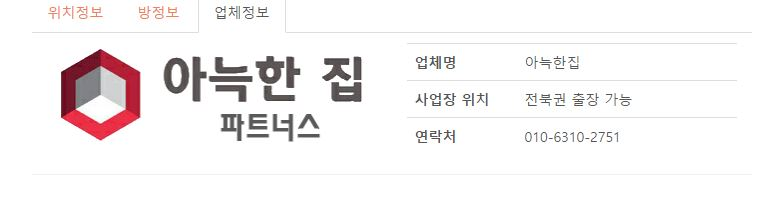 위치정보 방정보 업체정보
아늑한 집
파트너스
업체명 아늑한집
사업장 위치 전북권 출장 가능
연락처 010-6310-2751